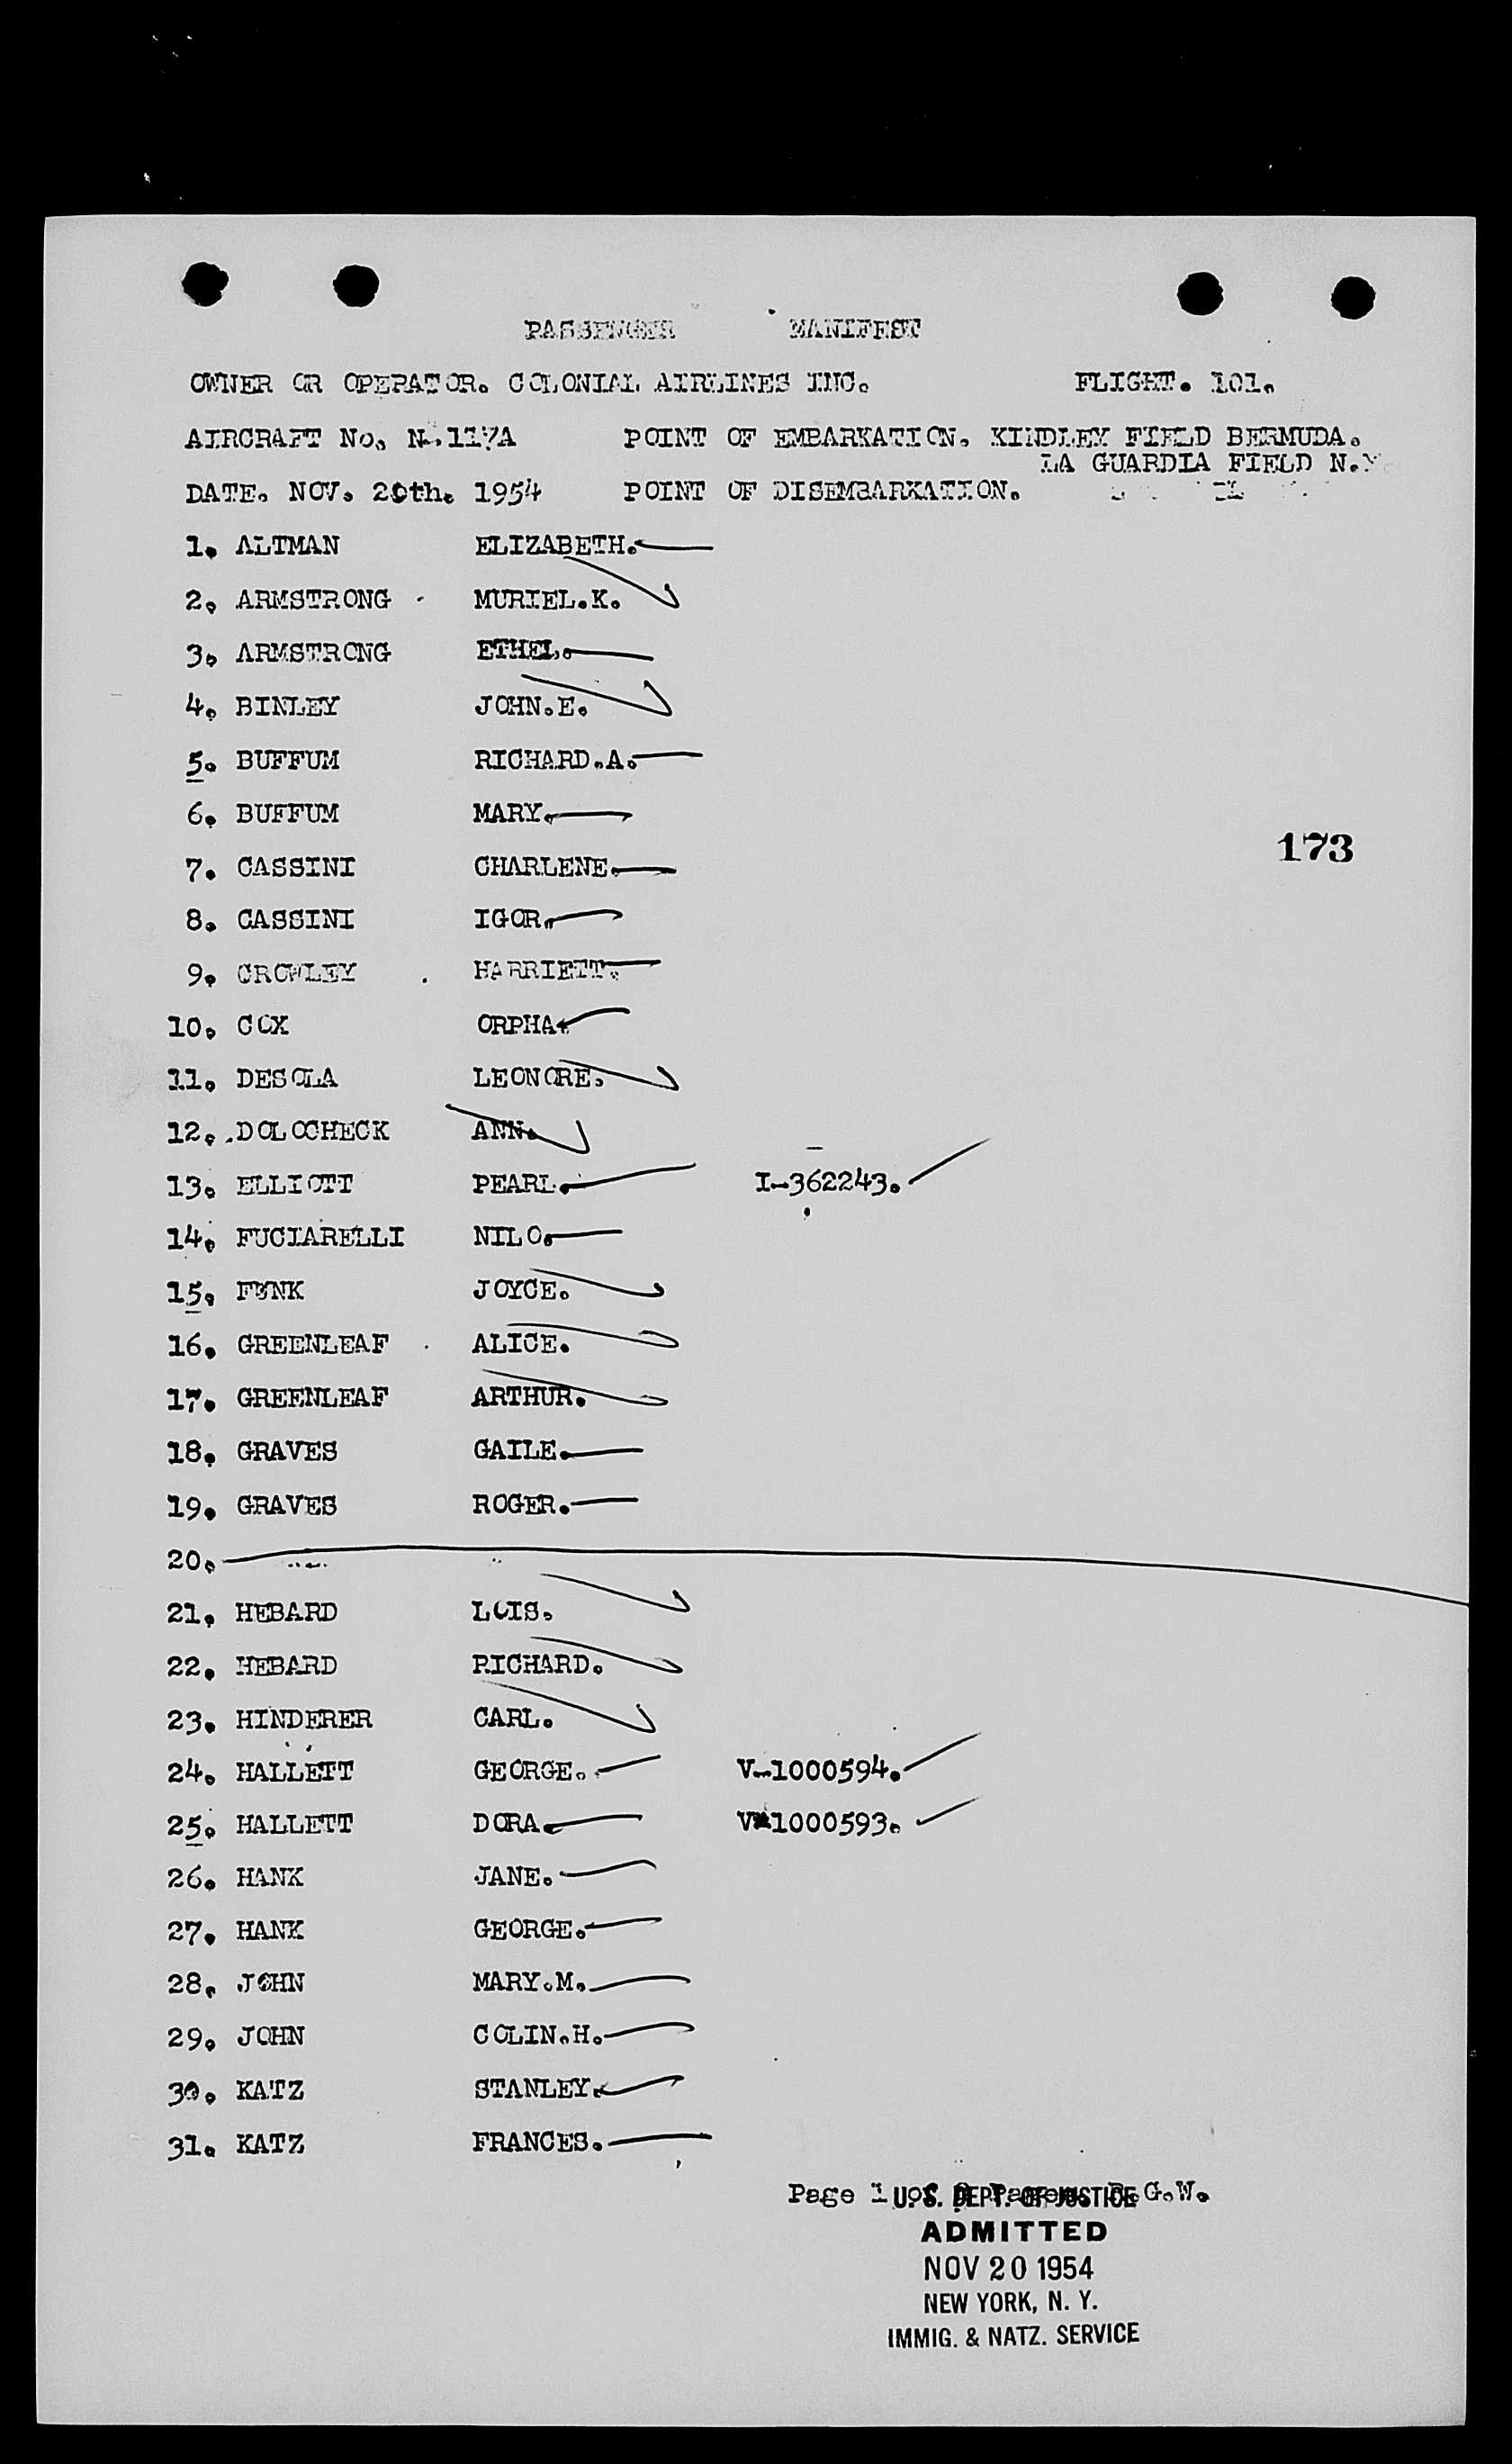 PASSENGER MANIFEST
OWNER OR OPERATOR. COLONIAL AIRLINES INC. FLIGHT. 101.
AIRCRAFT No. N.117A POINT OF EMBARKATION. KINDLEY FIELD BERMUDA.
LA GUARDIA FIELD N.Y.
DATE. NOV. 20th. 1954 POINT OF DISEMBARKATION.
1. ALTMAN ELIZABETH.
2. ARMSTRONG MURIEL.K.
3. ARMSTRONG ETHEL.
4. BINLEY JOHN.E.
5. BUFFUM RICHARD.A.
6. BUFFUM MARY.
173
7. CASSINI CHARLENE.
8. CASSINI IGOR.
9. CROWLEY HARRIETT.
10. COX ORPHA.
11. DESOLA LEONORE.
12. DOLOCHECK ANN.
13. ELLIOTT PEARL. I-362243.
14. FUCIARELLI NILO.
15. FUNK JOYCE.
16. GREENLEAF ALICE.
17. GREENLEAF ARTHUR.
18. GRAVES GAILE.
19. GRAVES ROGER.
20.
21. HEBARD LOIS.
22. HEBARD RICHARD.
23. HINDERER CARL.
24. HALLETT GEORGE. V-1000594.
25. HALLETT DORA. V-1000593.
26. HANK JANE.
27. HANK GEORGE.
28. JOHN MARY.M.
29. JOHN COLIN.H.
30. KATZ STANLEY.
31. KATZ FRANCES.
Page 1 of G.W.
U. S. DEPT. OF JUSTICE
ADMITTED
NOV 20 1954
NEW YORK, N. Y.
IMMIG. & NATZ. SERVICE